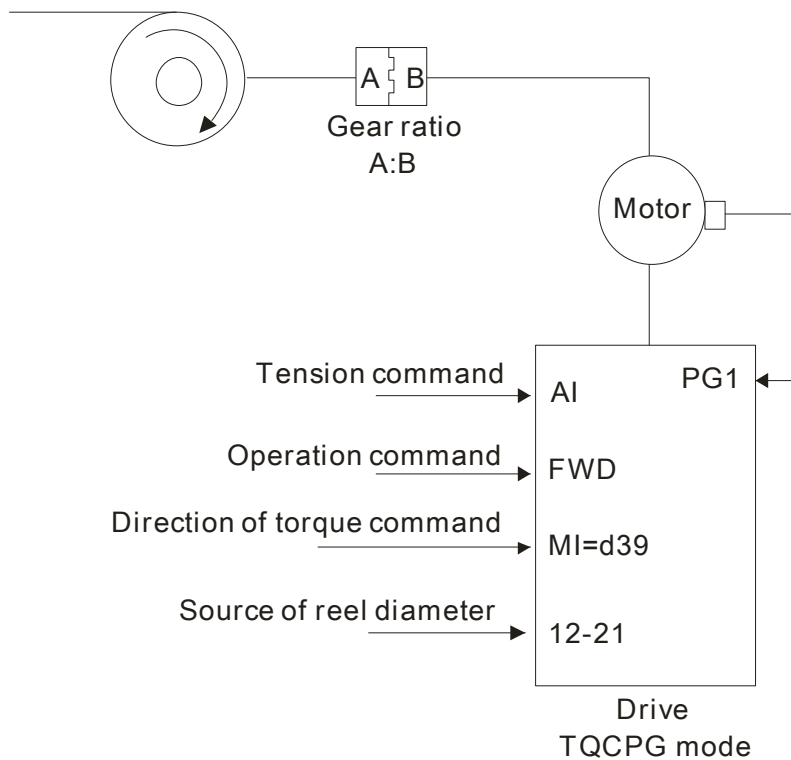 A B
Gear ratio
A:B
Motor
Tension command
AI
PG1
Operation command
FWD
Direction of torque command
MI=d39
Source of reel diameter
12-21
Drive
TQCPG mode